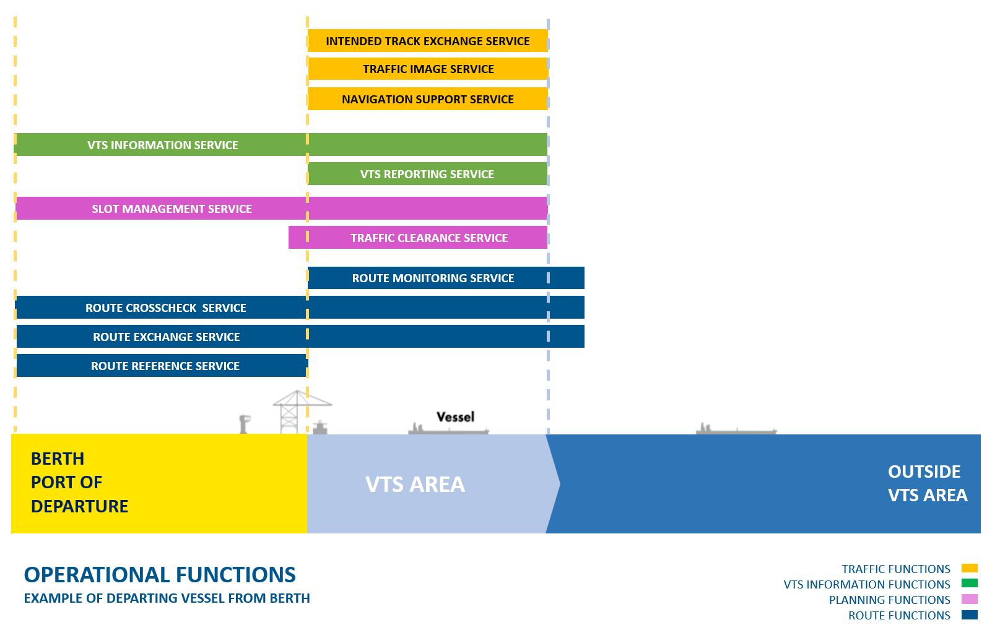 INTENDED TRACK EXCHANGE SERVICE
TRAFFIC IMAGE SERVICE
NAVIGATION SUPPORT SERVICE
VTS INFORMATION SERVICE
VTS REPORTING SERVICE
SLOT MANAGEMENT SERVICE
TRAFFIC CLEARANCE SERVICE
ROUTE MONITORING SERVICE
ROUTE CROSSCHECK  SERVICE
ROUTE EXCHANGE SERVICE
ROUTE REFERENCE SERVICE
Vessel
BERTH
PORT OF
DEPARTURE
VTS AREA
OUTSIDE
VTS AREA
OPERATIONAL FUNCTIONS
EXAMPLE OF DEPARTING VESSEL FROM BERTH
TRAFFIC FUNCTIONS
VTS INFORMATION FUNCTIONS
PLANNING FUNCTIONS
ROUTE FUNCTIONS